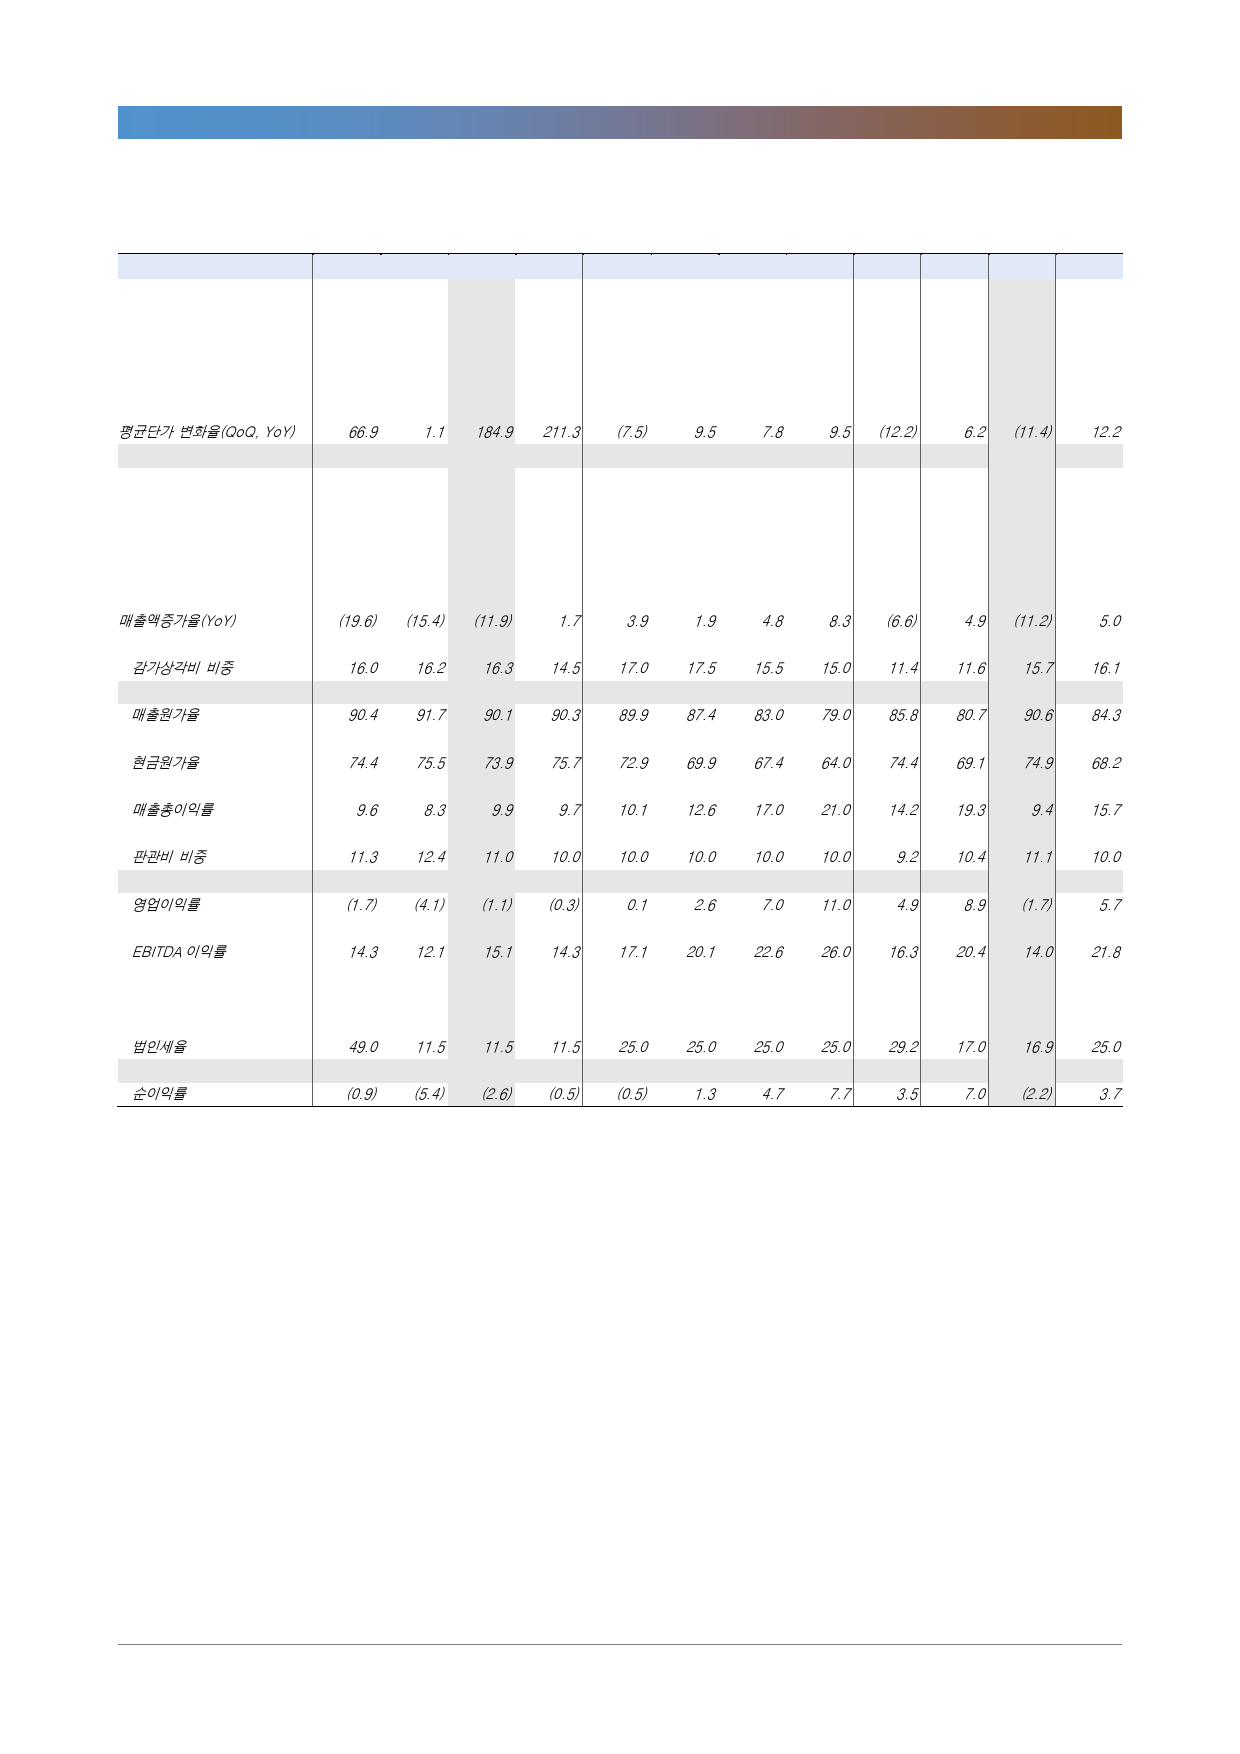 평균단가 변화율(QoQ, YoY) 66.9 1.1 184.9 211.3 (7.5) 9.5 7.8 9.5 (12.2) 6.2 (11.4) 12.2
매출액증가율(YoY) (19.6) (15.4) (11.9) 1.7 3.9 1.9 4.8 8.3 (6.6) 4.9 (11.2) 5.0
감가상각비 비중 16.0 16.2 16.3 14.5 17.0 17.5 15.5 15.0 11.4 11.6 15.7 16.1
매출원가율 90.4 91.7 90.1 90.3 89.9 87.4 83.0 79.0 85.8 80.7 90.6 84.3
현금원가율 74.4 75.5 73.9 75.7 72.9 69.9 67.4 64.0 74.4 69.1 74.9 68.2
매출총이익률 9.6 8.3 9.9 9.7 10.1 12.6 17.0 21.0 14.2 19.3 9.4 15.7
판관비 비중 11.3 12.4 11.0 10.0 10.0 10.0 10.0 10.0 9.2 10.4 11.1 10.0
영업이익률 (1.7) (4.1) (1.1) (0.3) 0.1 2.6 7.0 11.0 4.9 8.9 (1.7) 5.7
EBITDA 이익률 14.3 12.1 15.1 14.3 17.1 20.1 22.6 26.0 16.3 20.4 14.0 21.8
법인세율 49.0 11.5 11.5 11.5 25.0 25.0 25.0 25.0 29.2 17.0 16.9 25.0
순이익률 (0.9) (5.4) (2.6) (0.5) (0.5) 1.3 4.7 7.7 3.5 7.0 (2.2) 3.7